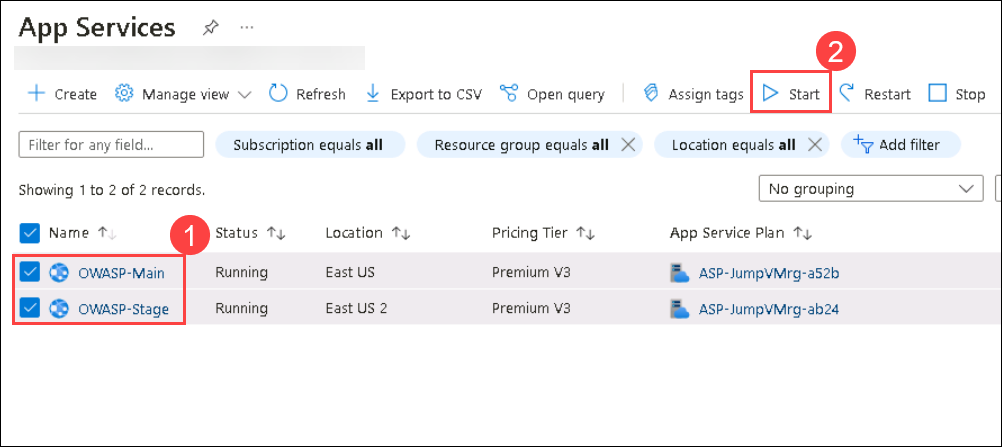 App Services
2
Create Manage view Refresh Export to CSV Open query Assign tags Start Restart Stop
Filter for any field... Subscription equals all Resource group equals all Location equals all Add filter
Showing 1 to 2 of 2 records. No grouping
1
Name Status Location Pricing Tier App Service Plan
OWASP-Main Running East US Premium V3 ASP-JumpVMrg-a52b
OWASP-Stage Running East US 2 Premium V3 ASP-JumpVMrg-ab24